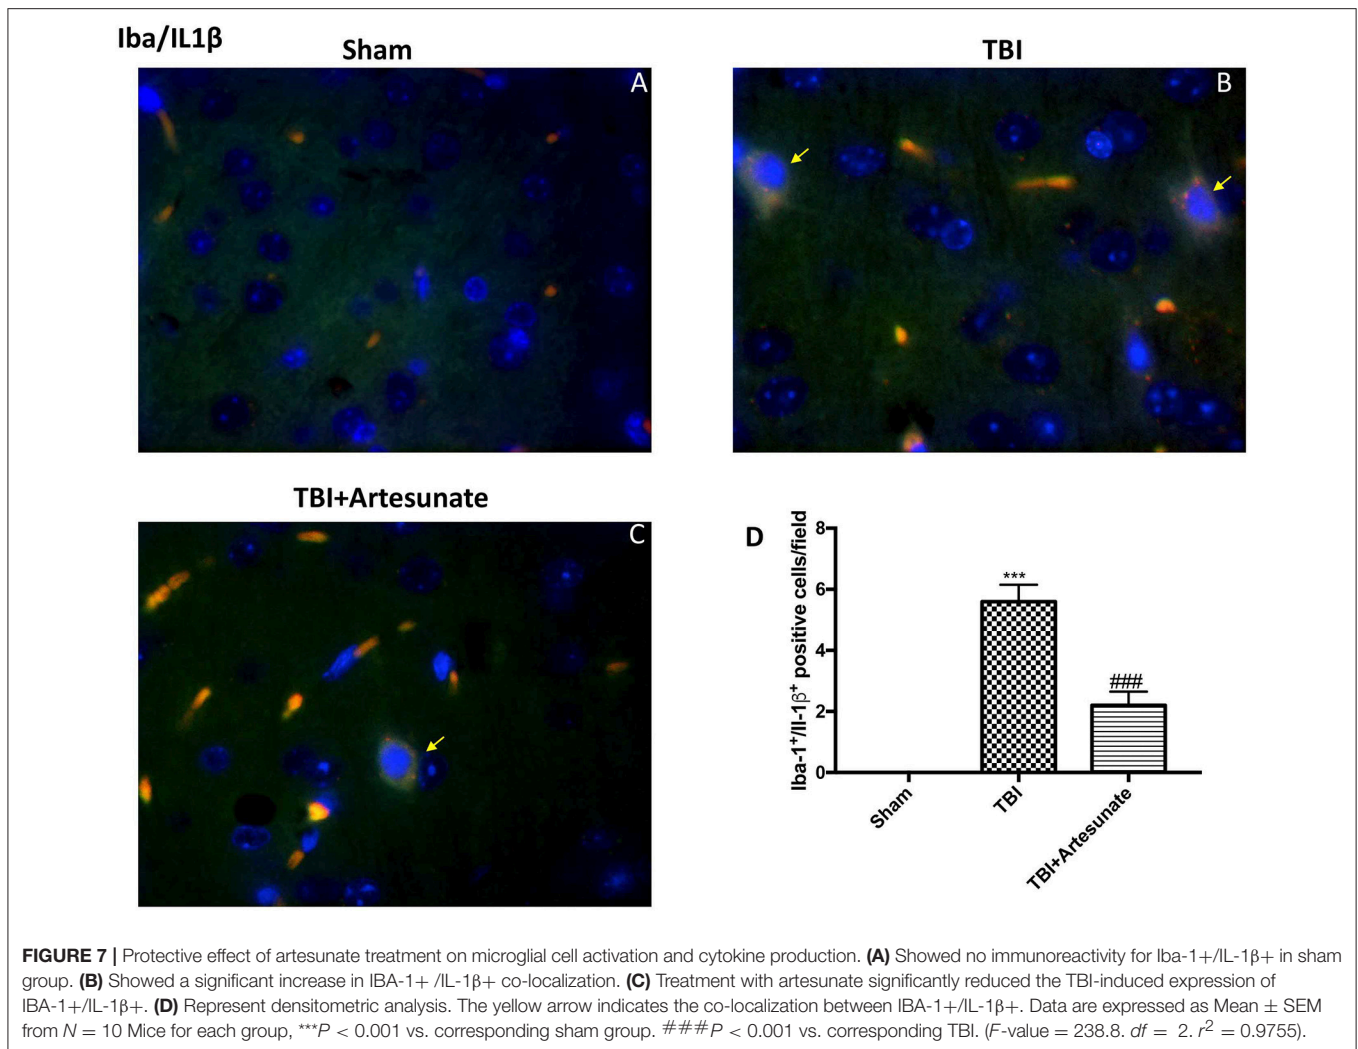 Iba/IL1β
Sham
TBI
A
B
TBI+Artesunate
C
D
Iba-1⁺/Il-1β⁺ positive cells/field
8
6
4
2
0
***
###
Sham
TBI
TBI+Artesunate
FIGURE 7 | Protective effect of artesunate treatment on microglial cell activation and cytokine production. (A) Showed no immunoreactivity for Iba-1+/IL-1β+ in sham
group. (B) Showed a significant increase in IBA-1+ /IL-1β+ co-localization. (C) Treatment with artesunate significantly reduced the TBI-induced expression of
IBA-1+/IL-1β+. (D) Represent densitometric analysis. The yellow arrow indicates the co-localization between IBA-1+/IL-1β+. Data are expressed as Mean ± SEM
from N = 10 Mice for each group, ***P < 0.001 vs. corresponding sham group. ###P < 0.001 vs. corresponding TBI. (F-value = 238.8. df = 2. r² = 0.9755).